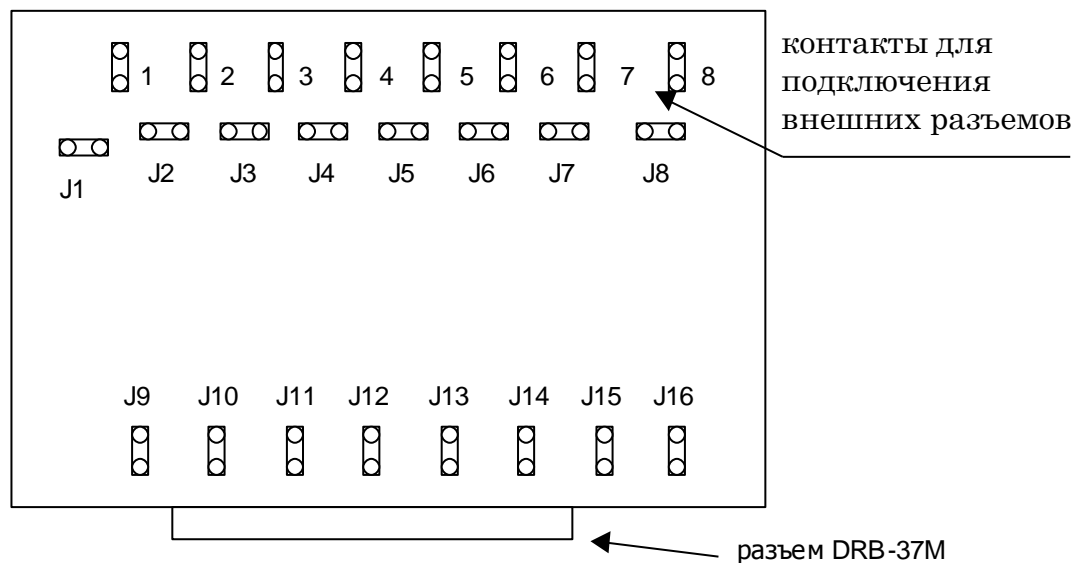 контакты для
подключения
внешних разъемов
1 2 3 4 5 6 7 8
J1 J2 J3 J4 J5 J6 J7 J8
J9 J10 J11 J12 J13 J14 J15 J16
разъем DRB-37M